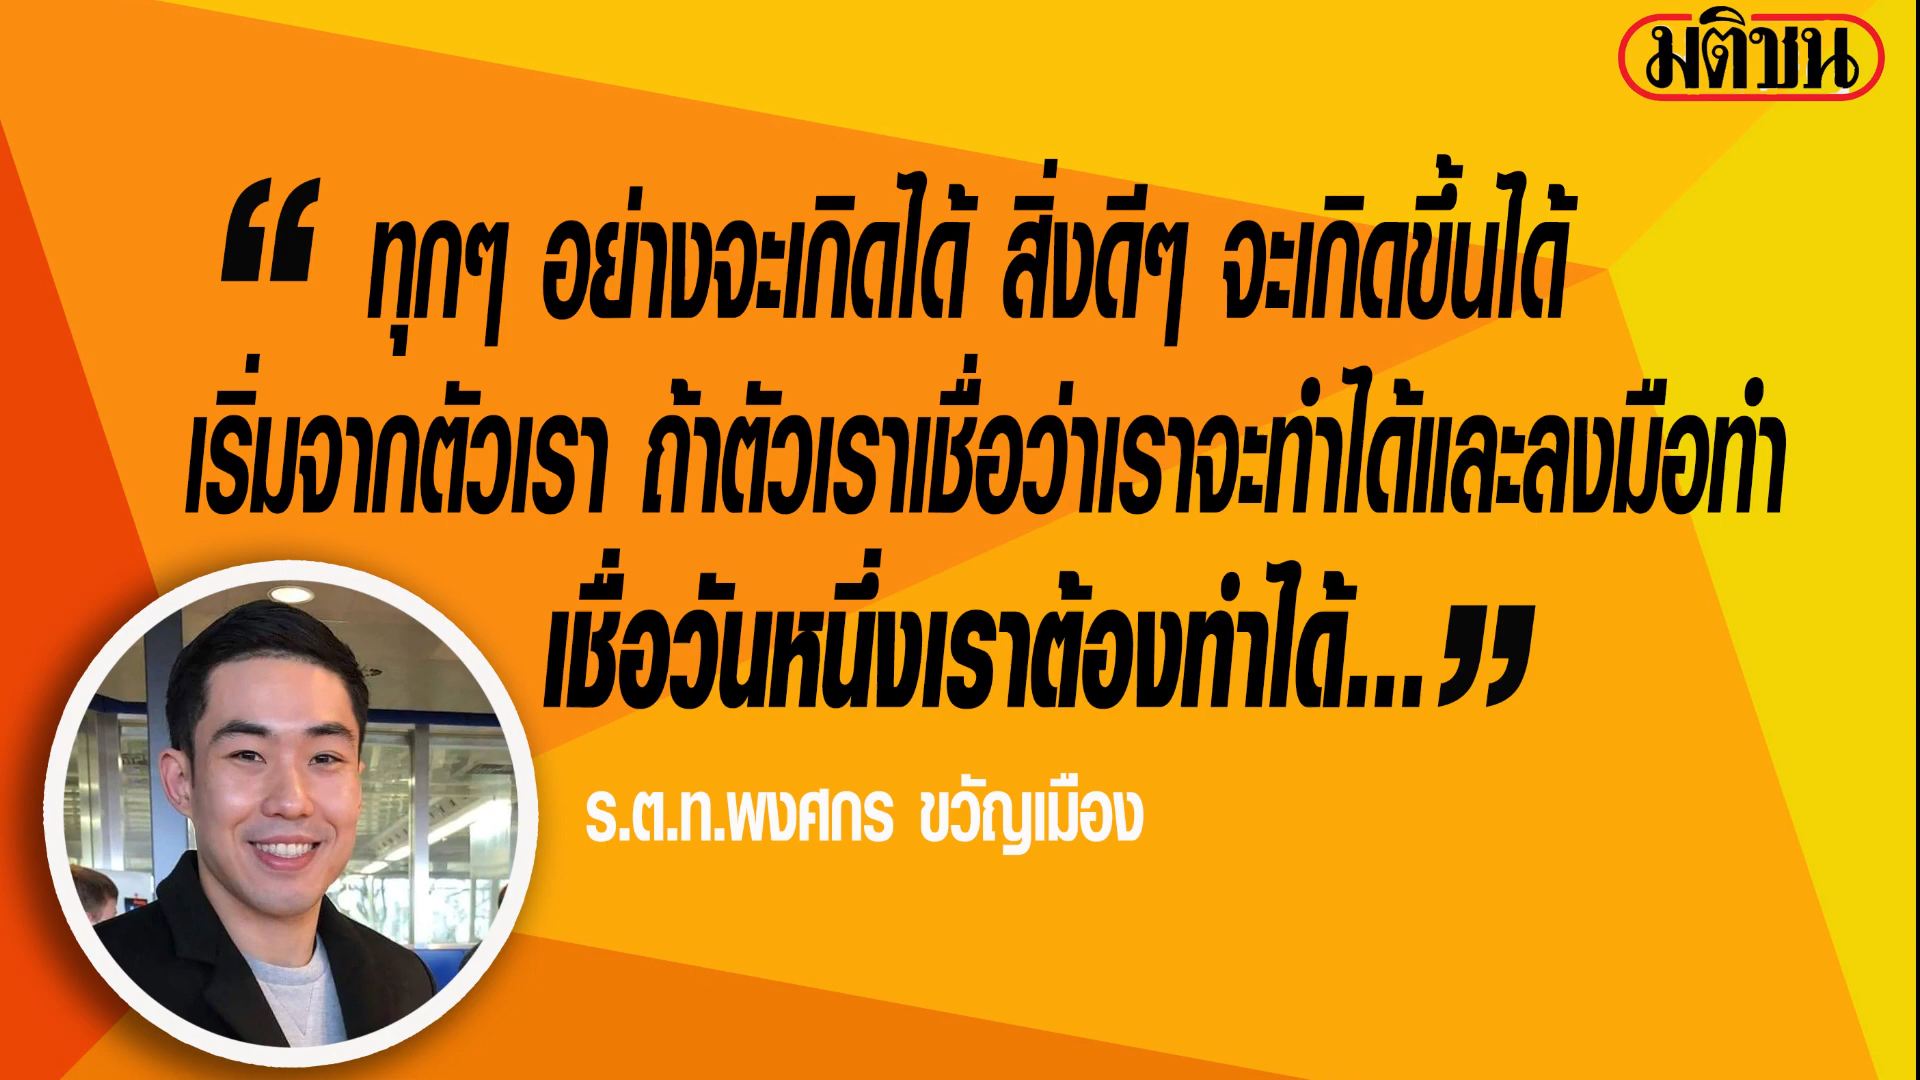 มติชน
“ ทุกๆ อย่างจะเกิดได้ สิ่งดีๆ จะเกิดขึ้นได้
เริ่มจากตัวเรา ถ้าตัวเราเชื่อว่าเราจะทำได้และลงมือทำ
เชื่อวันหนึ่งเราต้องทำได้...”
ร.ต.ท.พงศกร ขวัญเมือง